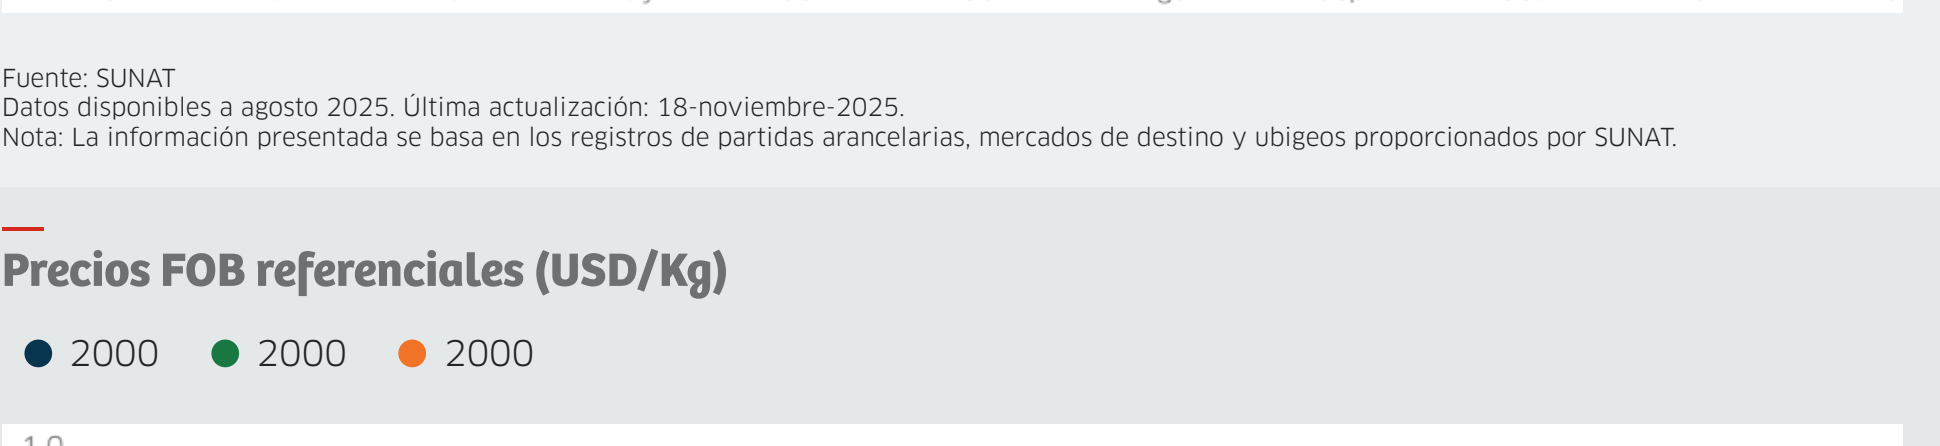 Fuente: SUNAT
Datos disponibles a agosto 2025. Última actualización: 18-noviembre-2025.
Nota: La información presentada se basa en los registros de partidas arancelarias, mercados de destino y ubigeos proporcionados por SUNAT.
Precios FOB referenciales (USD/Kg)
2000 2000 2000
1.0